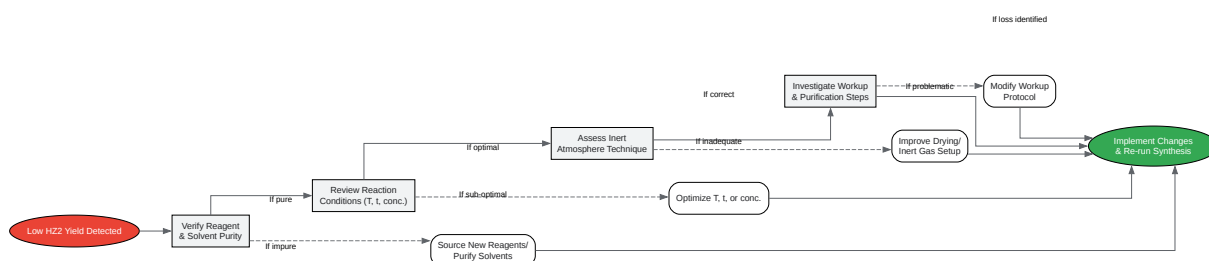 If loss identified
Investigate Workup
& Purification Steps
If problematic
Modify Workup
Protocol
If correct
Assess Inert
Atmosphere Technique
If inadequate
Improve Drying/
Inert Gas Setup
Implement Changes
& Re-run Synthesis
If optimal
Review Reaction
Conditions (T, t, conc.)
If sub-optimal
Optimize T, t, or conc.
If pure
Low HZ2 Yield Detected
Verify Reagent
& Solvent Purity
If impure
Source New Reagents/
Purify Solvents